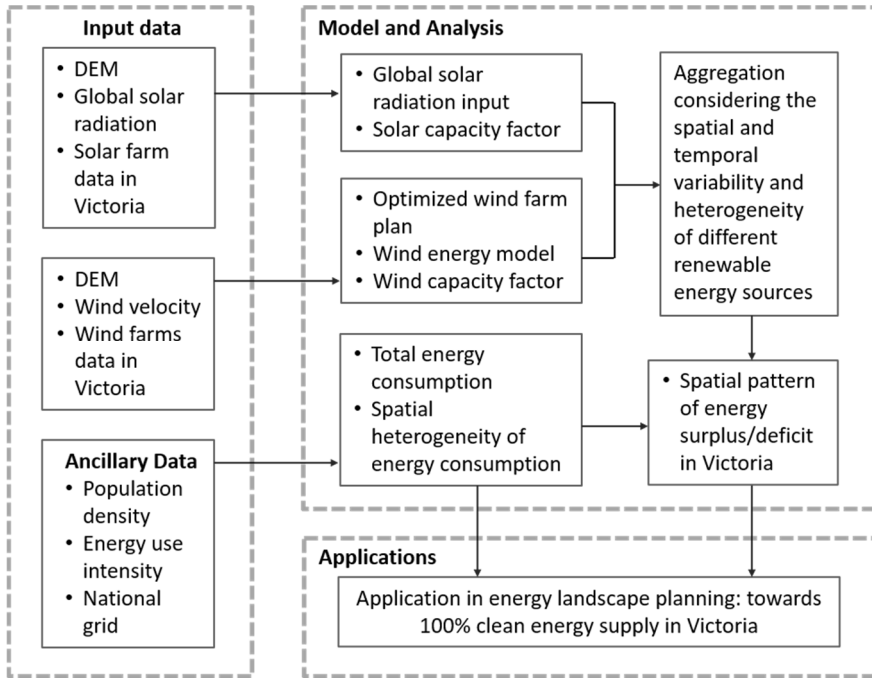 Input data
• DEM
• Global solar
radiation
• Solar farm
data in
Victoria
• DEM
• Wind velocity
• Wind farms
data in
Victoria
Ancillary Data
• Population
density
• Energy use
intensity
• National
grid
Model and Analysis
• Global solar
radiation input
• Solar capacity
factor
• Optimized wind farm
plan
• Wind energy model
• Wind capacity factor
• Total energy
consumption
• Spatial
heterogeneity of
energy consumption
Aggregation
considering the
spatial and
temporal
variability and
heterogeneity
of different
renewable
energy sources
• Spatial pattern
of energy
surplus/deficit
in Victoria
Applications
Application in energy landscape planning: towards
100% clean energy supply in Victoria